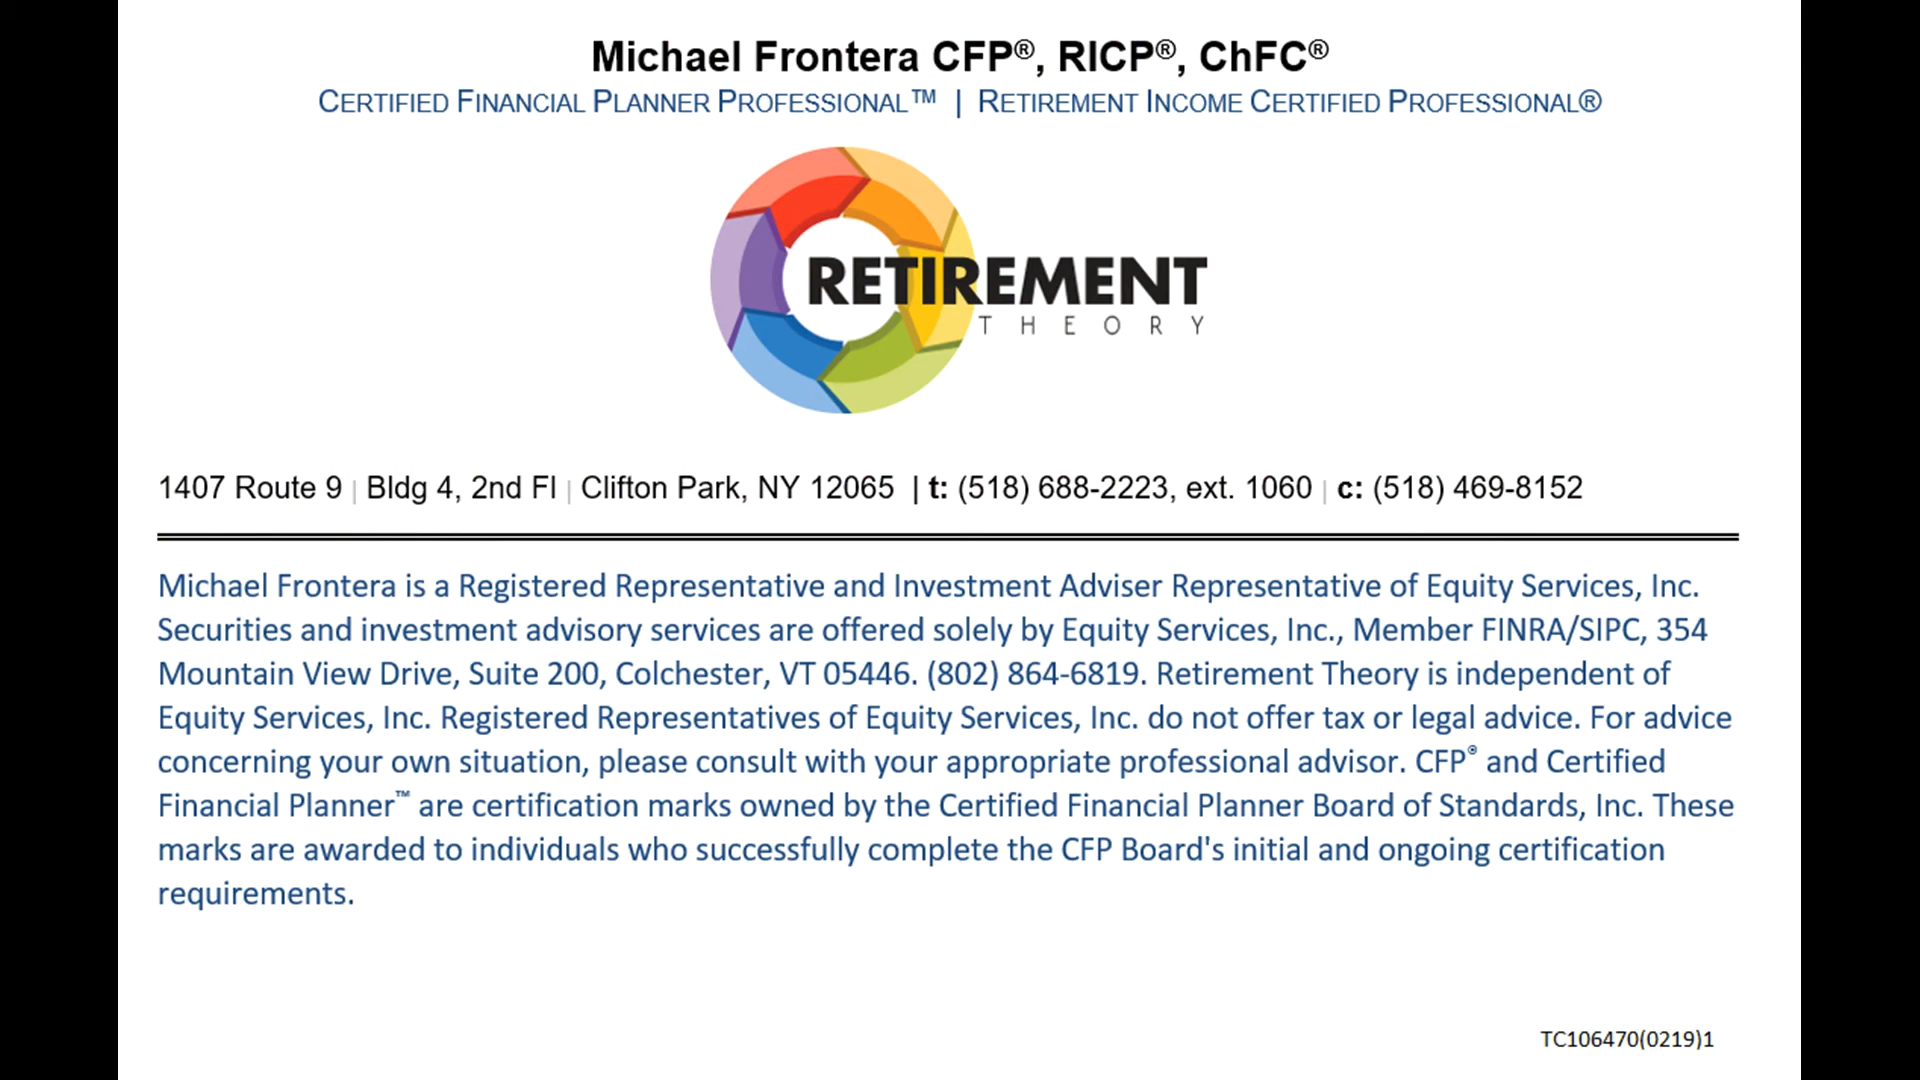 Michael Frontera CFP®, RICP®, ChFC®
CERTIFIED FINANCIAL PLANNER PROFESSIONAL™ | RETIREMENT INCOME CERTIFIED PROFESSIONAL®
RETIREMENT
THEORY
1407 Route 9 | Bldg 4, 2nd Fl | Clifton Park, NY 12065 | t: (518) 688-2223, ext. 1060 | c: (518) 469-8152
Michael Frontera is a Registered Representative and Investment Adviser Representative of Equity Services, Inc.
Securities and investment advisory services are offered solely by Equity Services, Inc., Member FINRA/SIPC, 354
Mountain View Drive, Suite 200, Colchester, VT 05446. (802) 864-6819. Retirement Theory is independent of
Equity Services, Inc. Registered Representatives of Equity Services, Inc. do not offer tax or legal advice. For advice
concerning your own situation, please consult with your appropriate professional advisor. CFP® and Certified
Financial Planner™ are certification marks owned by the Certified Financial Planner Board of Standards, Inc. These
marks are awarded to individuals who successfully complete the CFP Board's initial and ongoing certification
requirements.
TC106470(0219)1